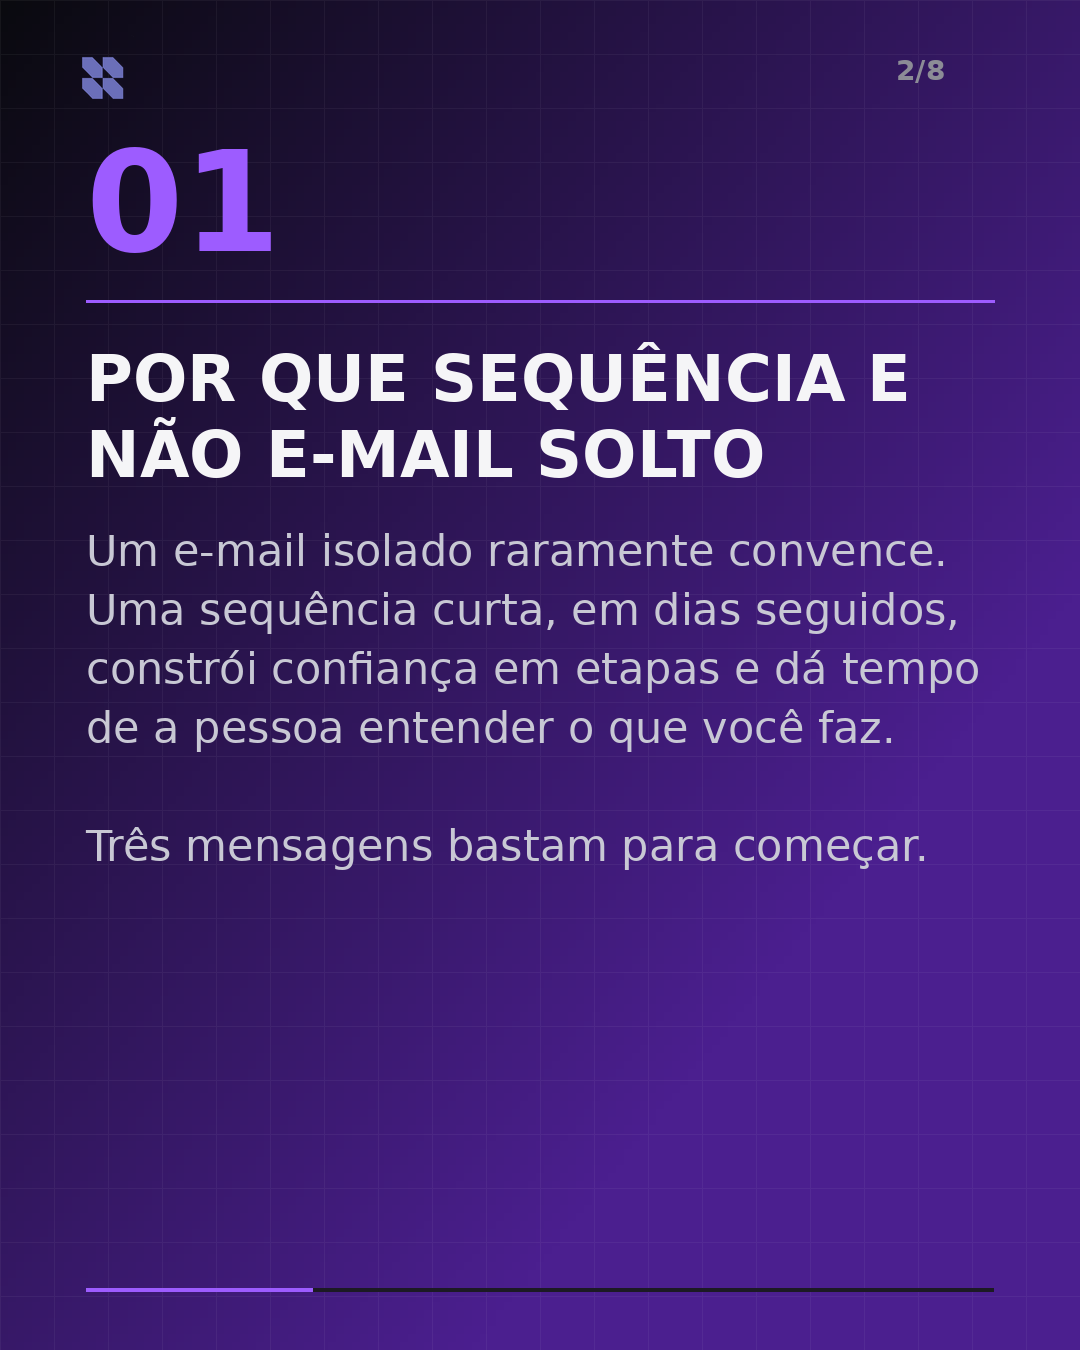 2/8
01
POR QUE SEQUÊNCIA E
NÃO E-MAIL SOLTO
Um e-mail isolado raramente convence.
Uma sequência curta, em dias seguidos,
constrói confiança em etapas e dá tempo
de a pessoa entender o que você faz.
Três mensagens bastam para começar.